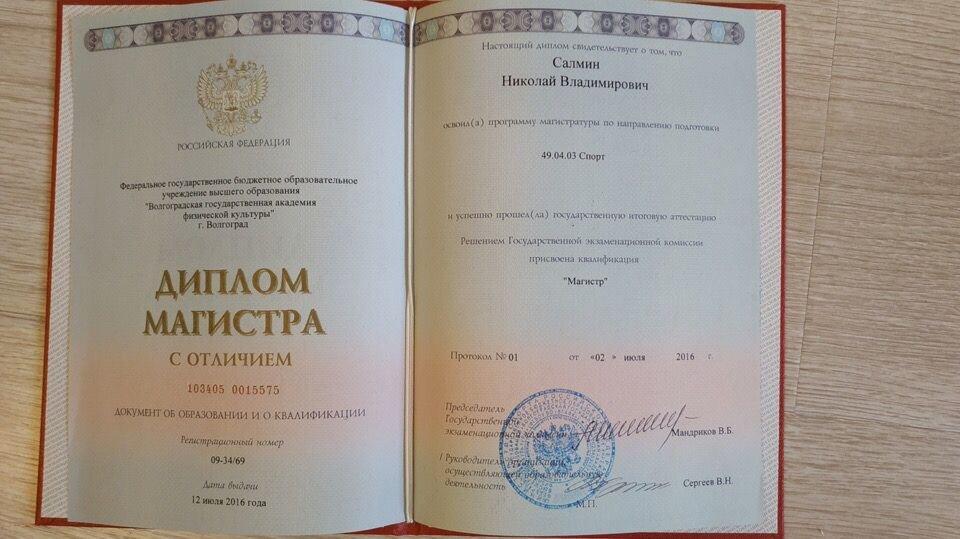 РОССИЙСКАЯ ФЕДЕРАЦИЯ
Федеральное государственное бюджетное образовательное
учреждение высшего образования
"Волгоградская государственная академия
физической культуры"
г. Волгоград
ДИПЛОМ
МАГИСТРА
С ОТЛИЧИЕМ
103405 0015575
ДОКУМЕНТ ОБ ОБРАЗОВАНИИ И О КВАЛИФИКАЦИИ
Регистрационный номер
09-34/69
Дата выдачи
12 июля 2016 года
Настоящий диплом свидетельствует о том, что
Салмин
Николай Владимирович
освоил(а) программу магистратуры по направлению подготовки
49.04.03 Спорт
и успешно прошел(ла) государственную итоговую аттестацию
Решением Государственной экзаменационной комиссии
присвоена квалификация
"Магистр"
Протокол № 01 от «02 » июля 2016 г.
Председатель
Государственной
экзаменационной комиссии
Мандриков В.Б.
Руководитель организации,
осуществляющей образовательную
деятельность
Сергеев В.Н.
М.П.